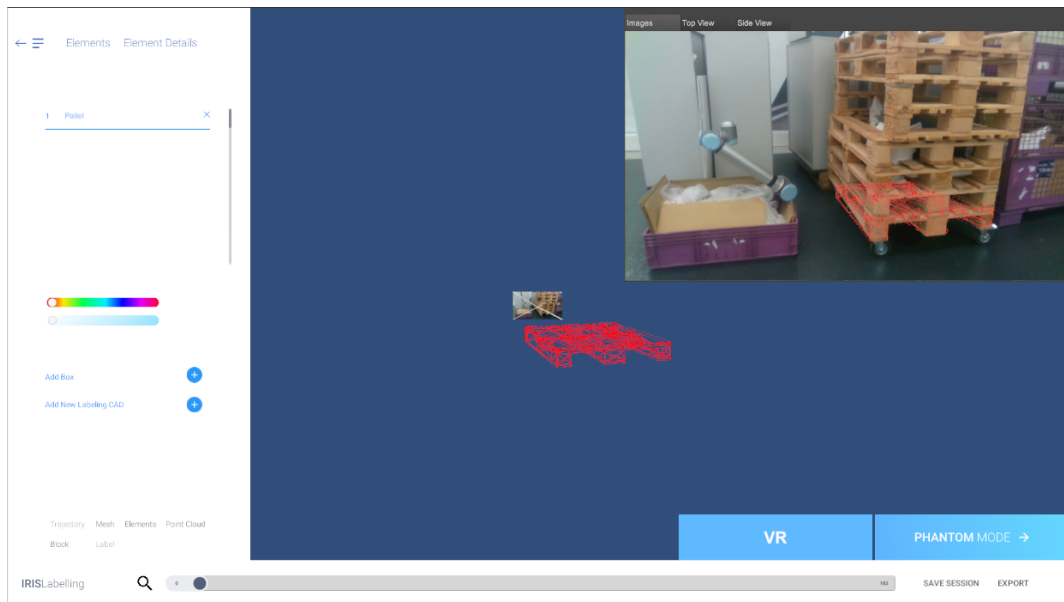 Images Top View Side View
Elements Element Details
1 Pallet
Add Box
Add New Labeling CAD
Trajectory Mesh Elements Point Cloud
Block Label
VR PHANTOM MODE
IRISLabelling 0 SAVE SESSION EXPORT